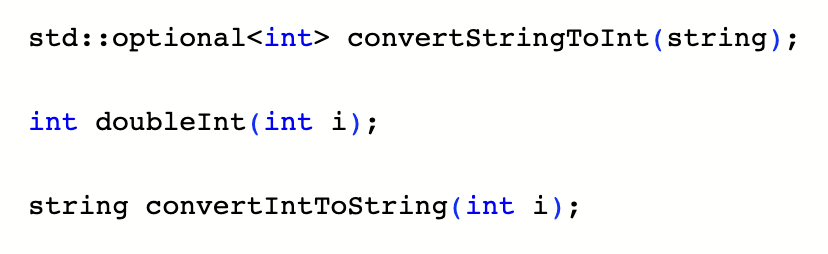 std::optional<int> convertStringToInt(string);
int doubleInt(int i);
string convertIntToString(int i);